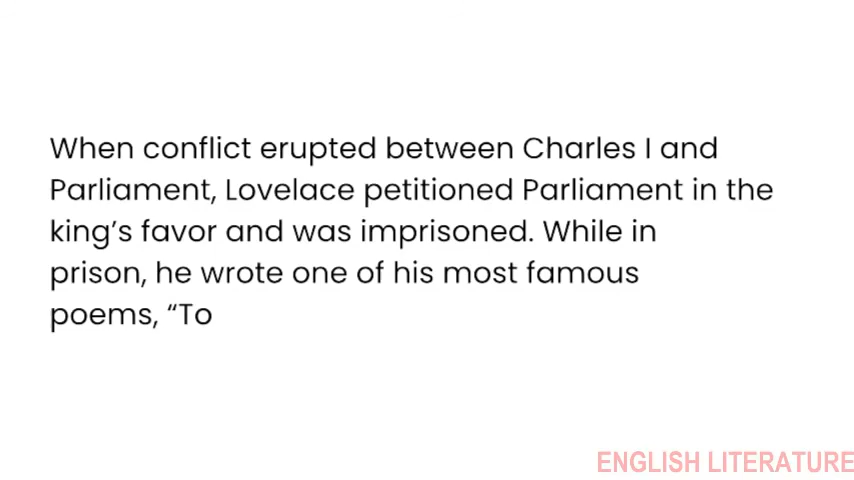 When conflict erupted between Charles I and
Parliament, Lovelace petitioned Parliament in the
king’s favor and was imprisoned. While in
prison, he wrote one of his most famous
poems, “To
ENGLISH LITERATURE